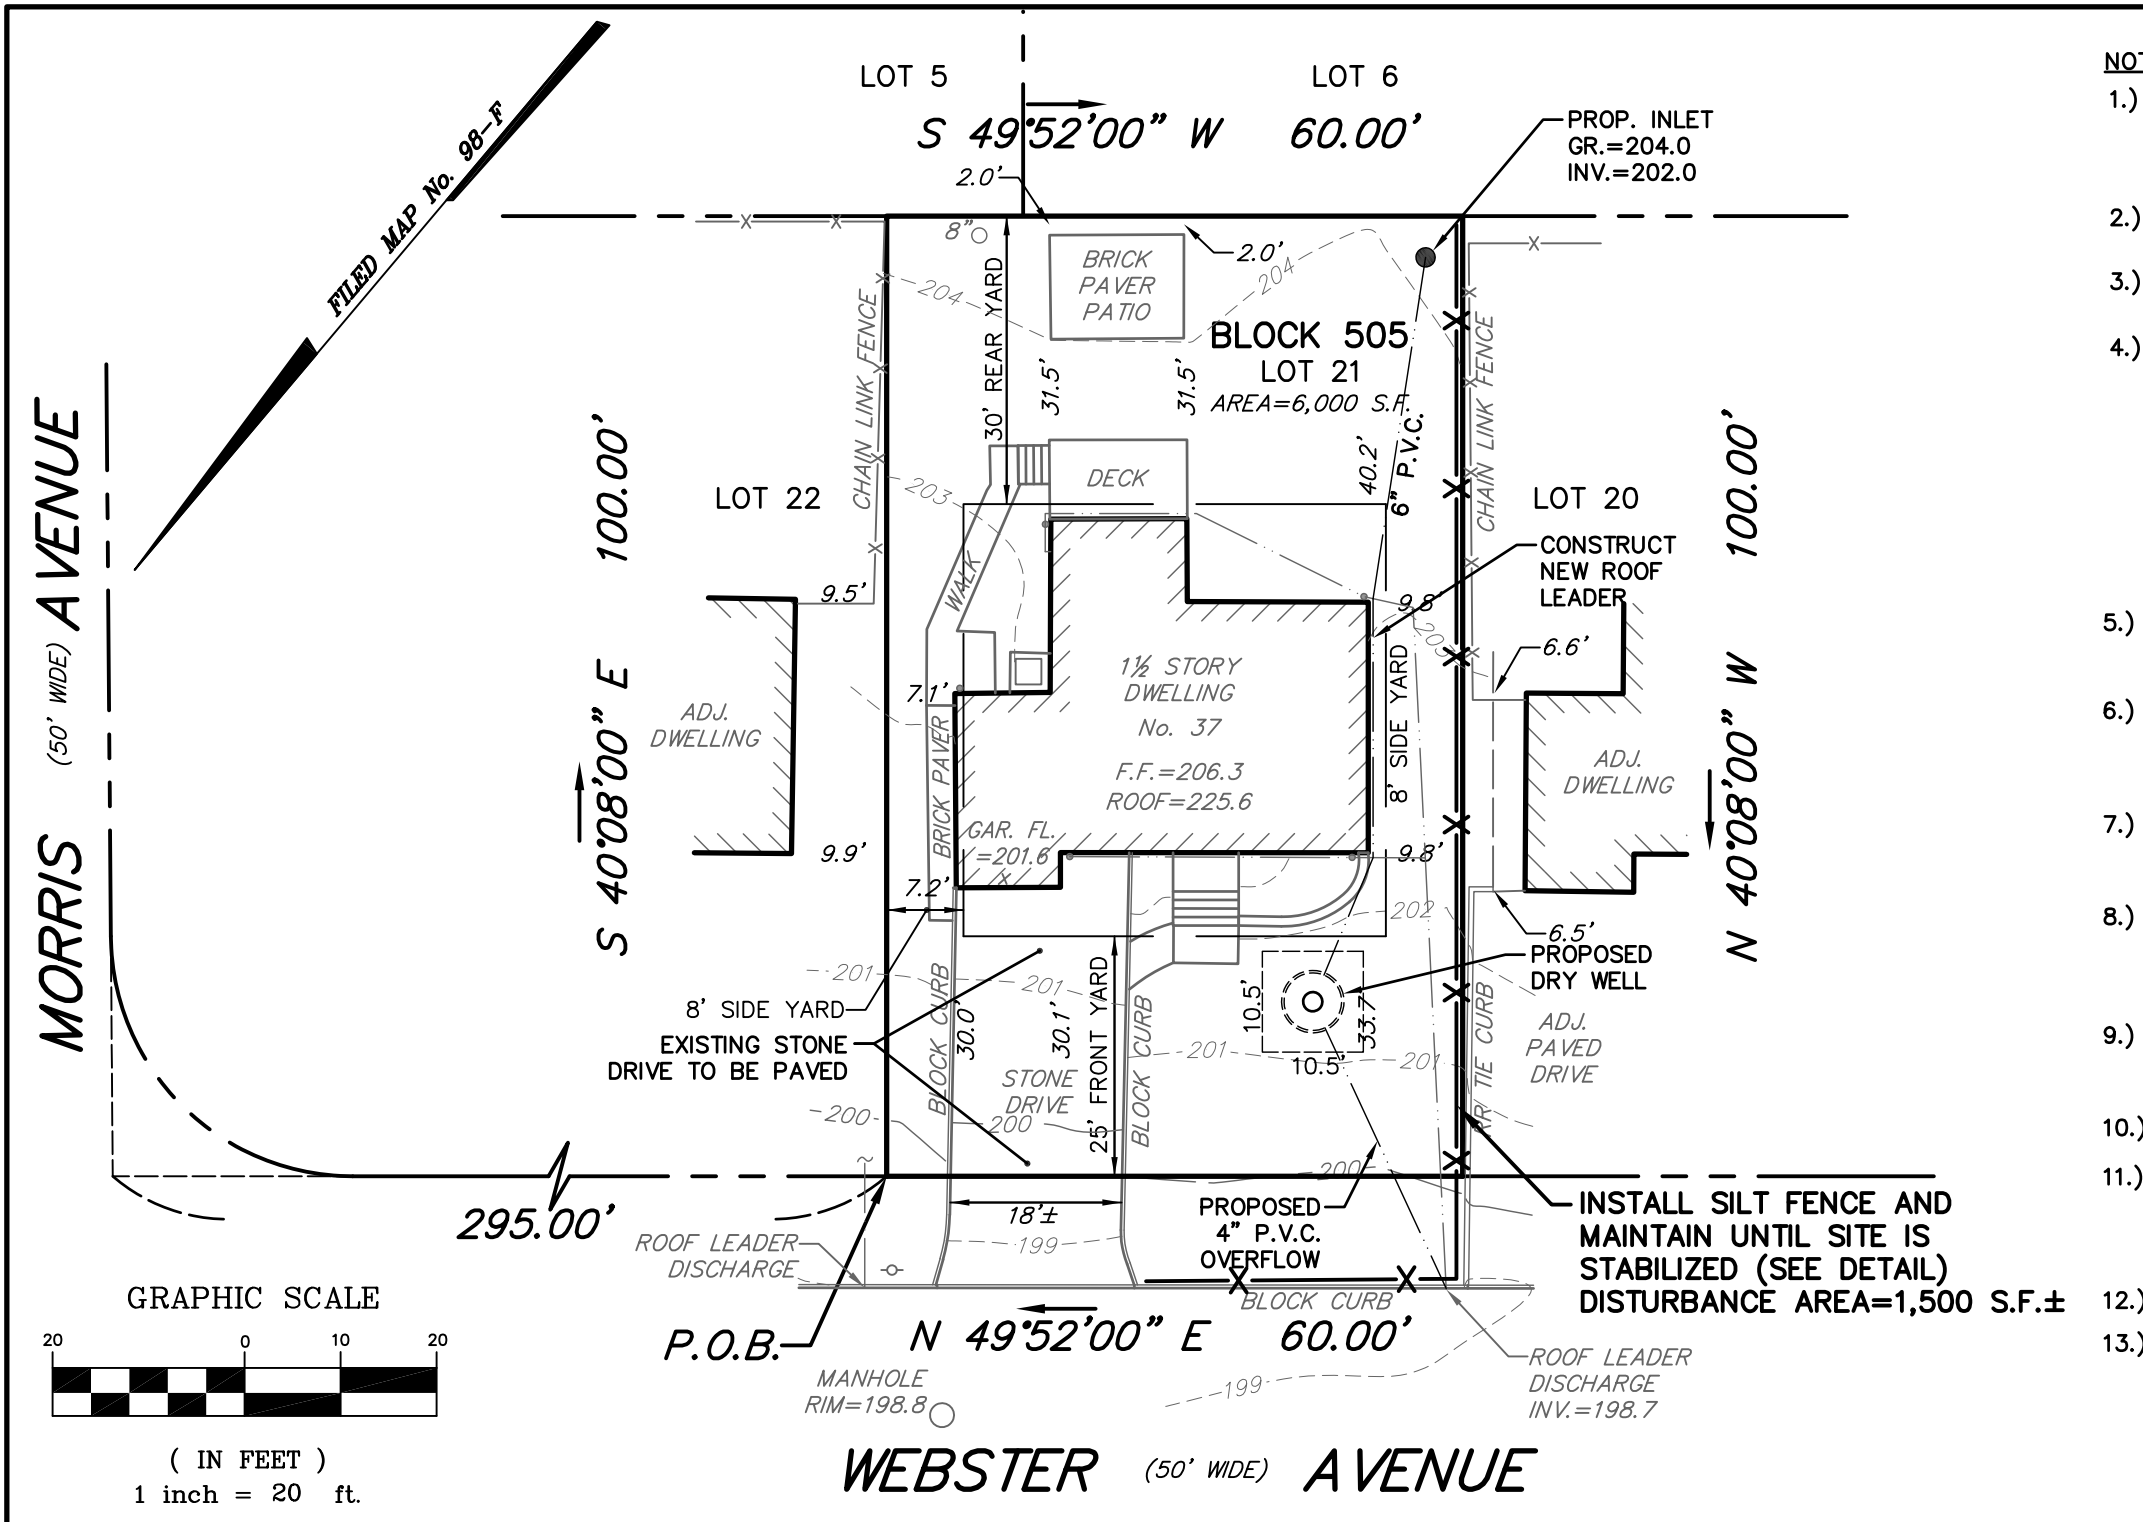 LOT 5
LOT 6
S 49°52'00" W 60.00'
2.0'
PROP. INLET
GR.=204.0
INV.=202.0
FILED MAP No. 98-F
8"
BRICK
PAVER
PATIO
2.0'
204
204
30' REAR YARD
CHAIN LINK FENCE
CHAIN LINK FENCE
BLOCK 505
LOT 21
AREA=6,000 S.F.
31.5'
31.5'
40.2'
6" P.V.C.
MORRIS (50' WIDE) AVENUE
S 40°08'00" E 100.00'
N 40°08'00" W 100.00'
LOT 22
LOT 20
203
203
DECK
WALK
CONSTRUCT
NEW ROOF
LEADER
9.5'
9.8'
6.6'
7.1'
1½ STORY
DWELLING
No. 37
F.F.=206.3
ROOF=225.6
8' SIDE YARD
ADJ.
DWELLING
ADJ.
DWELLING
BRICK PAVER
GAR. FL.
=201.6
9.9'
9.8'
7.2'
202
6.5'
PROPOSED
DRY WELL
201
201
8' SIDE YARD
EXISTING STONE
DRIVE TO BE PAVED
BLOCK CURB
30.0'
30.1'
25' FRONT YARD
BLOCK CURB
10.5'
33.7'
10.5'
201
201
STONE
DRIVE
RR TIE CURB
ADJ.
PAVED
DRIVE
200
200
200
295.00'
18'±
199
PROPOSED
4" P.V.C.
OVERFLOW
INSTALL SILT FENCE AND
MAINTAIN UNTIL SITE IS
STABILIZED (SEE DETAIL)
DISTURBANCE AREA=1,500 S.F.±
ROOF LEADER
DISCHARGE
BLOCK CURB
P.O.B.
N 49°52'00" E 60.00'
MANHOLE
RIM=198.8
199
ROOF LEADER
DISCHARGE
INV.=198.7
WEBSTER (50' WIDE) AVENUE
GRAPHIC SCALE
20 0 10 20
( IN FEET )
1 inch = 20 ft.
1.)
2.)
3.)
4.)
5.)
6.)
7.)
8.)
9.)
10.)
11.)
12.)
13.)